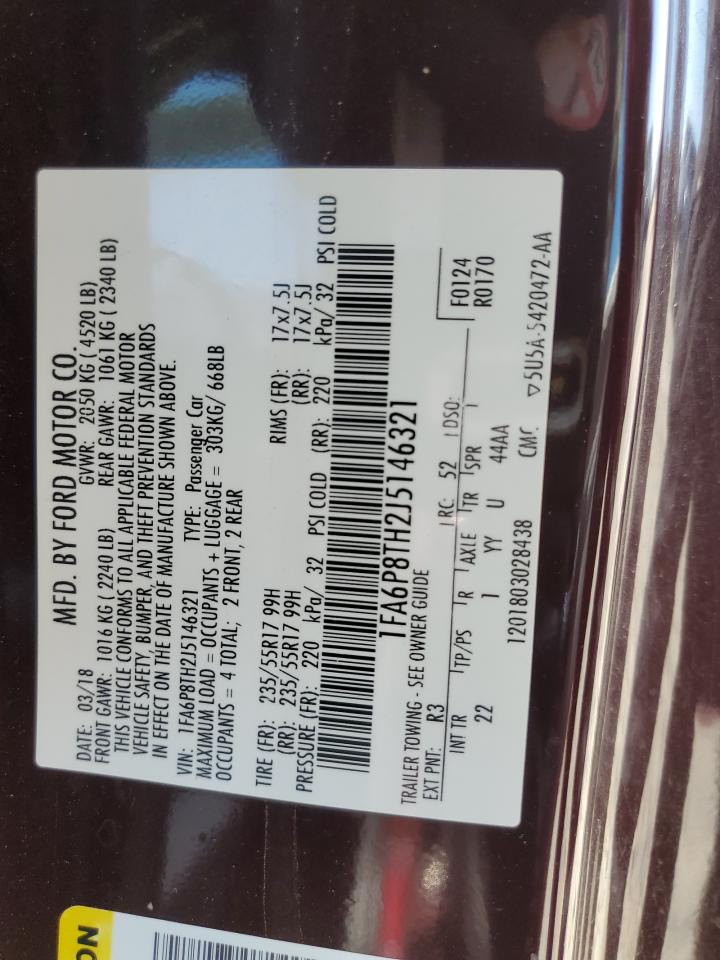 MFD. BY FORD MOTOR CO.
DATE: 03/18 GVWR: 2050 KG ( 4520 LB)
FRONT GAWR: 1016 KG ( 2240 LB) REAR GAWR: 1061 KG ( 2340 LB)
THIS VEHICLE CONFORMS TO ALL APPLICABLE FEDERAL MOTOR
VEHICLE SAFETY, BUMPER, AND THEFT PREVENTION STANDARDS
IN EFFECT ON THE DATE OF MANUFACTURE SHOWN ABOVE.
VIN: 1FA6P8TH2J5146321 TYPE: Passenger Car
MAXIMUM LOAD = OCCUPANTS + LUGGAGE = 303KG/ 668LB
OCCUPANTS = 4 TOTAL; 2 FRONT, 2 REAR
TIRE (FR): 235/55R17 99H RIMS (FR): 17x7.5J
(RR): 235/55R17 99H (RR): 17x7.5J
PRESSURE (FR): 220 kPa/ 32 PSI COLD (RR): 220 kPa/ 32 PSI COLD
1FA6P8TH2J5146321
TRAILER TOWING - SEE OWNER GUIDE
EXT PNT: R3 RC: 52 DSO: F0124
R0170
INT TR TP/PS R AXLE TR SPR
22 1 YY U 44AA
1201803028438 CMC ▽5U5A-5420472-AA
ON